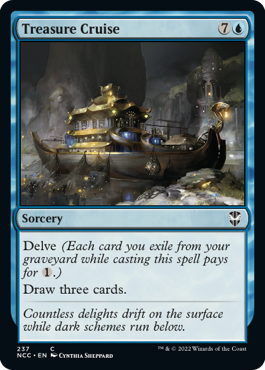 Treasure Cruise 7
Sorcery
Delve (Each card you exile from your
graveyard while casting this spell pays
for 1.)
Draw three cards.
Countless delights drift on the surface
while dark schemes run below.
237 C
NCC • EN CYNTHIA SHEPPARD ™ & © 2022 Wizards of the Coast